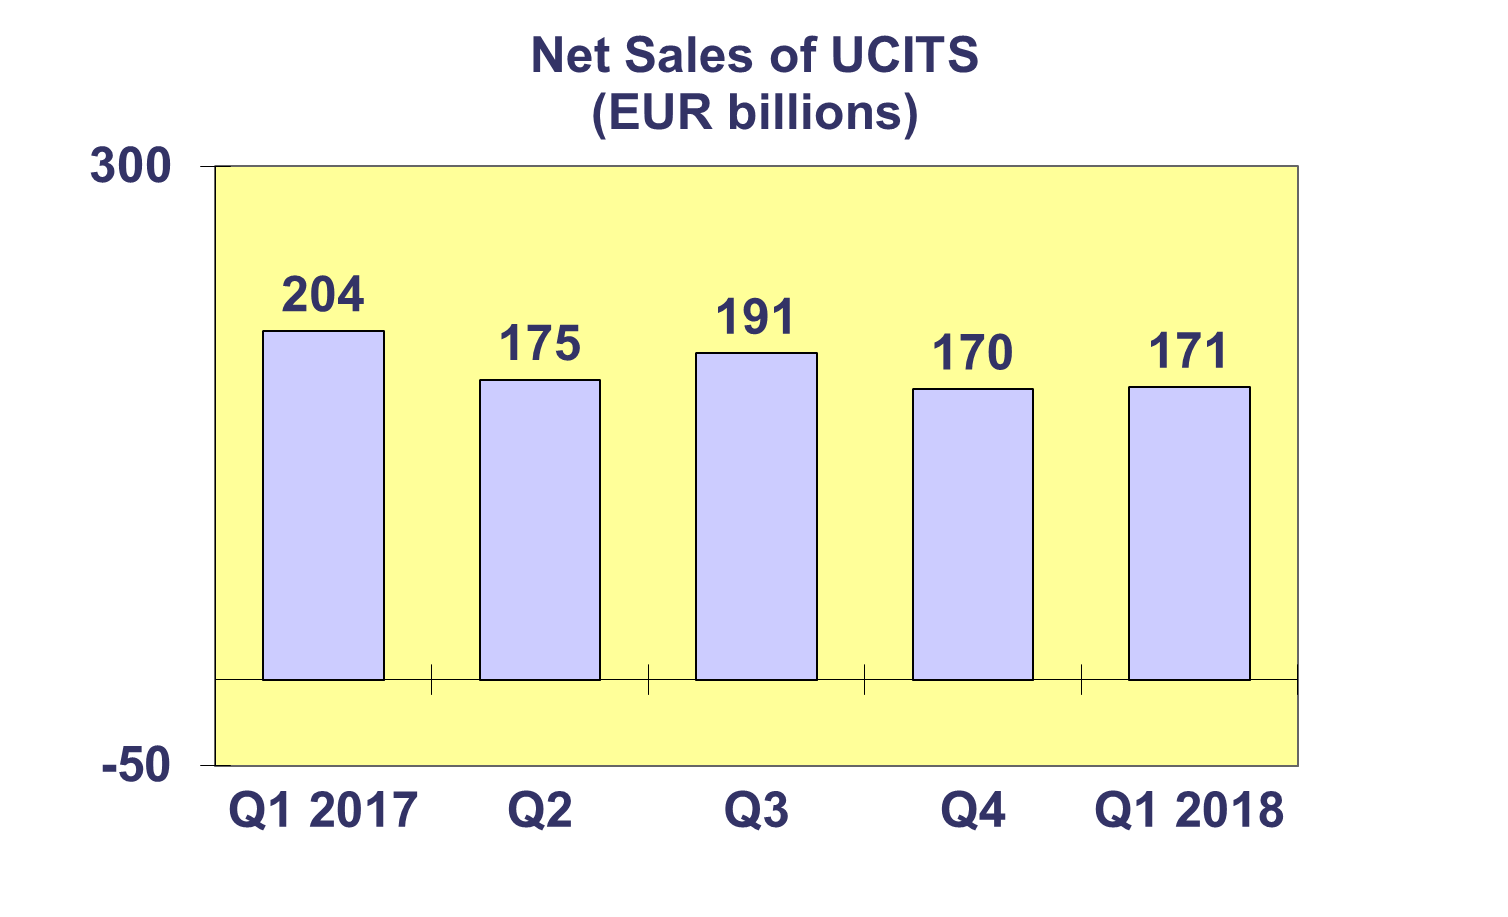 Net Sales of UCITS
(EUR billions)
300
204
175
191
170
171
-50
Q1 2017
Q2
Q3
Q4
Q1 2018